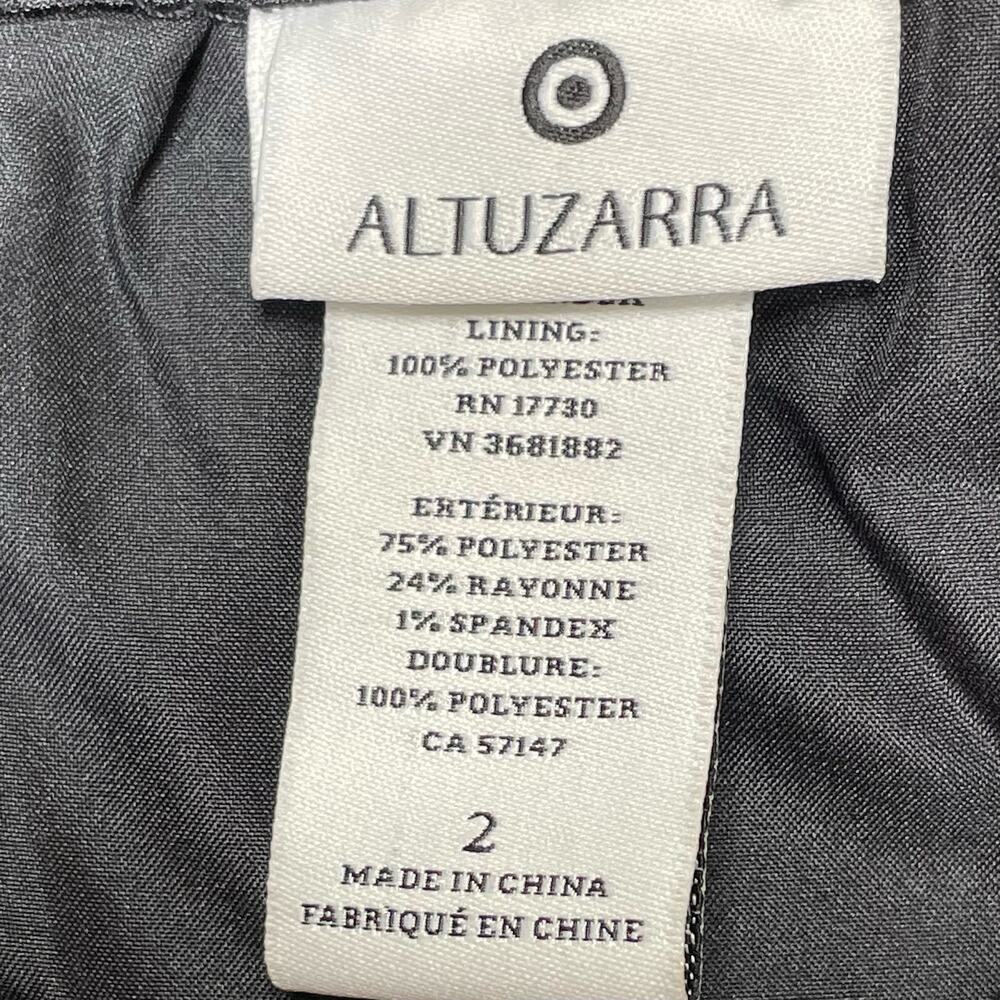 ALTUZARRA
LINING:
100% POLYESTER
RN 17730
VN 3681882
EXTÉRIEUR:
75% POLYESTER
24% RAYONNE
1% SPANDEX
DOUBLURE:
100% POLYESTER
CA 57147
2
MADE IN CHINA
FABRIQUÉ EN CHINE